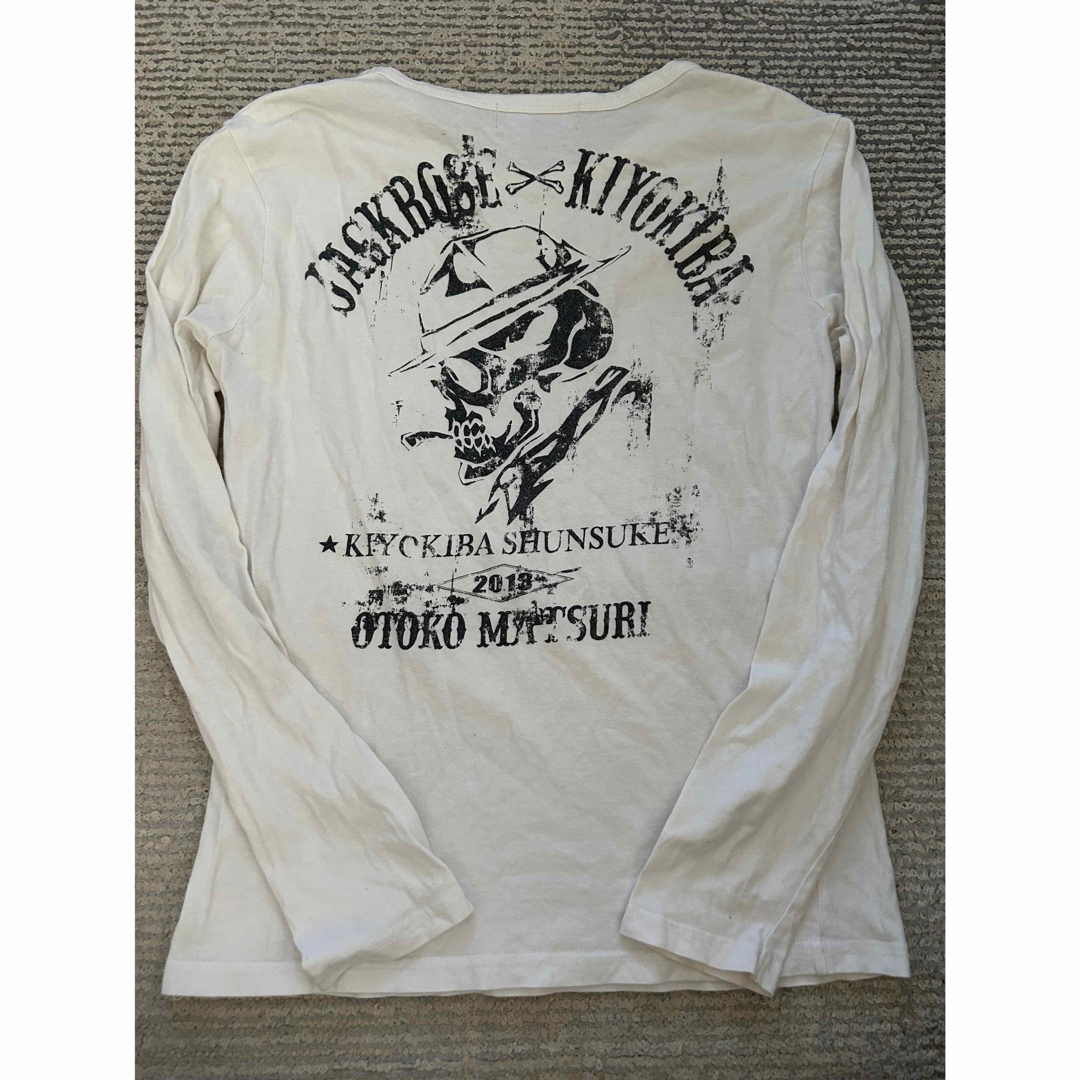 JACKROSE KIYOKIBA
★KIYOKIBA SHUNSUKE★
2013
OTOKO MATSURI